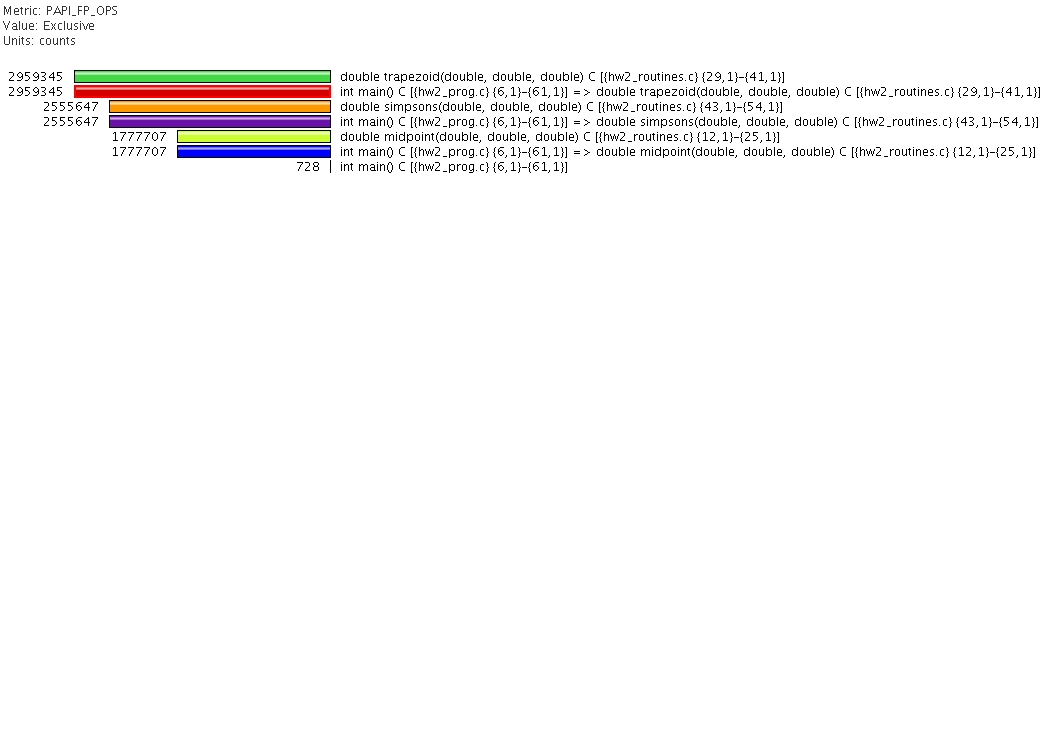 Metric: PAPI_FP_OPS
Value: Exclusive
Units: counts
2959345 double trapezoid(double, double, double) C [{hw2_routines.c} {29,1}-{41,1}]
2959345 int main() C [{hw2_prog.c} {6,1}-{61,1}] => double trapezoid(double, double, double) C [{hw2_routines.c} {29,1}-{41,1}]
2555647 double simpsons(double, double, double) C [{hw2_routines.c} {43,1}-{54,1}]
2555647 int main() C [{hw2_prog.c} {6,1}-{61,1}] => double simpsons(double, double, double) C [{hw2_routines.c} {43,1}-{54,1}]
1777707 double midpoint(double, double, double) C [{hw2_routines.c} {12,1}-{25,1}]
1777707 int main() C [{hw2_prog.c} {6,1}-{61,1}] => double midpoint(double, double, double) C [{hw2_routines.c} {12,1}-{25,1}]
728 int main() C [{hw2_prog.c} {6,1}-{61,1}]